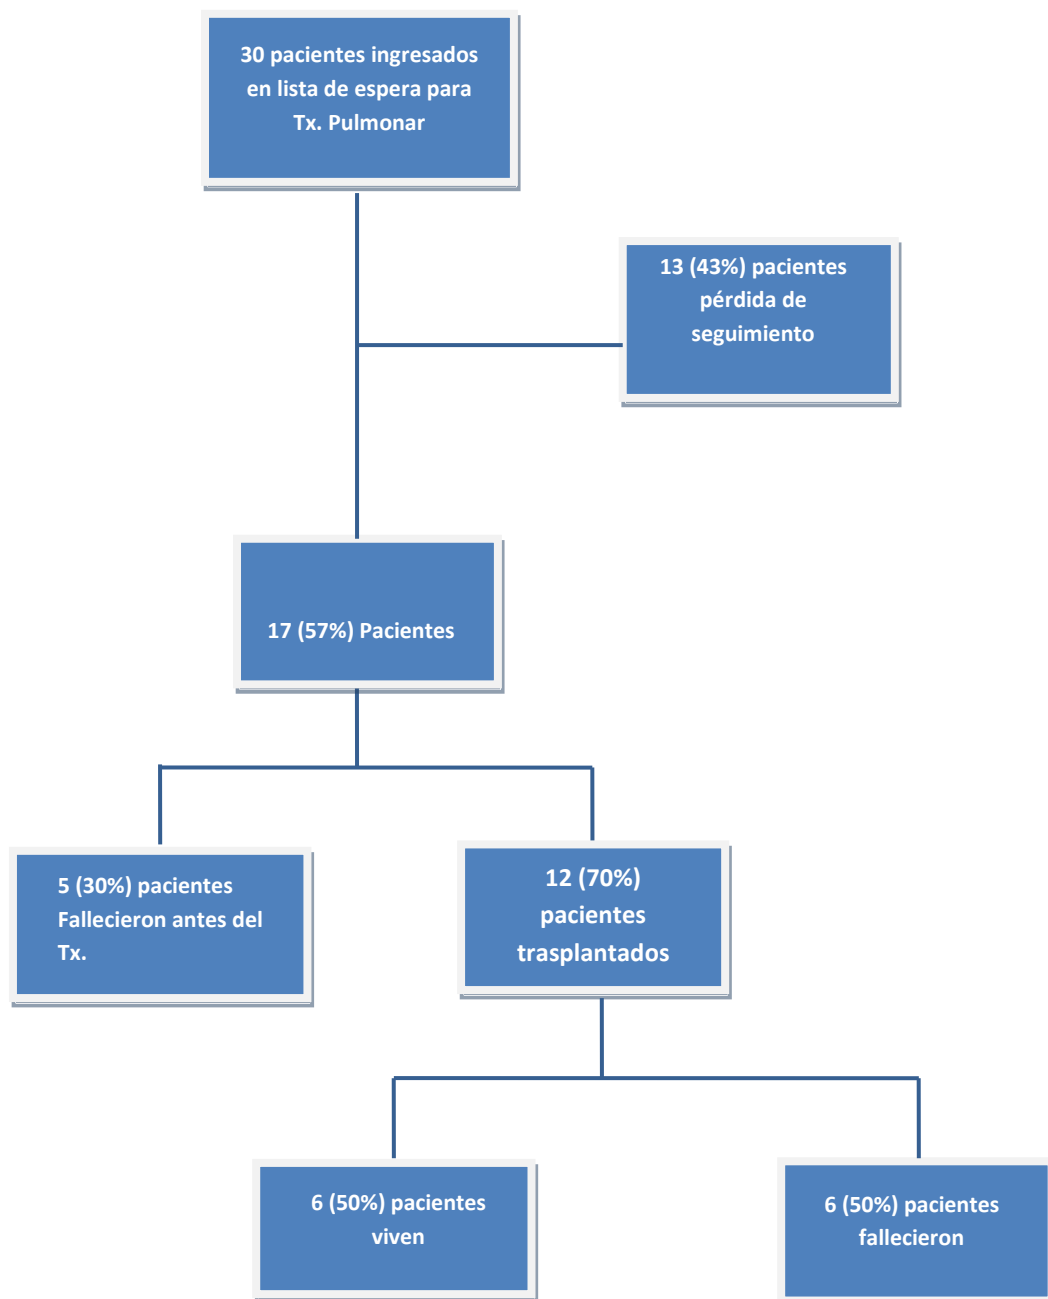 30 pacientes ingresados
en lista de espera para
Tx. Pulmonar
13 (43%) pacientes
pérdida de
seguimiento
17 (57%) Pacientes
5 (30%) pacientes
Fallecieron antes del
Tx.
12 (70%)
pacientes
trasplantados
6 (50%) pacientes
viven
6 (50%) pacientes
fallecieron